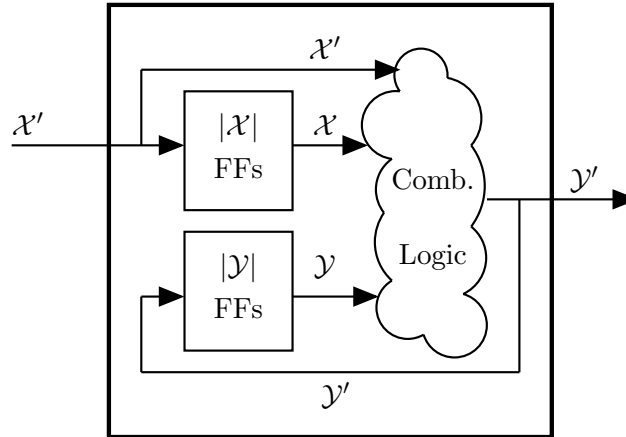 𝒳′
𝒳′
|𝒳|
FFs
𝒳
Comb.
Logic
𝒴′
|𝒴|
FFs
𝒴
𝒴′